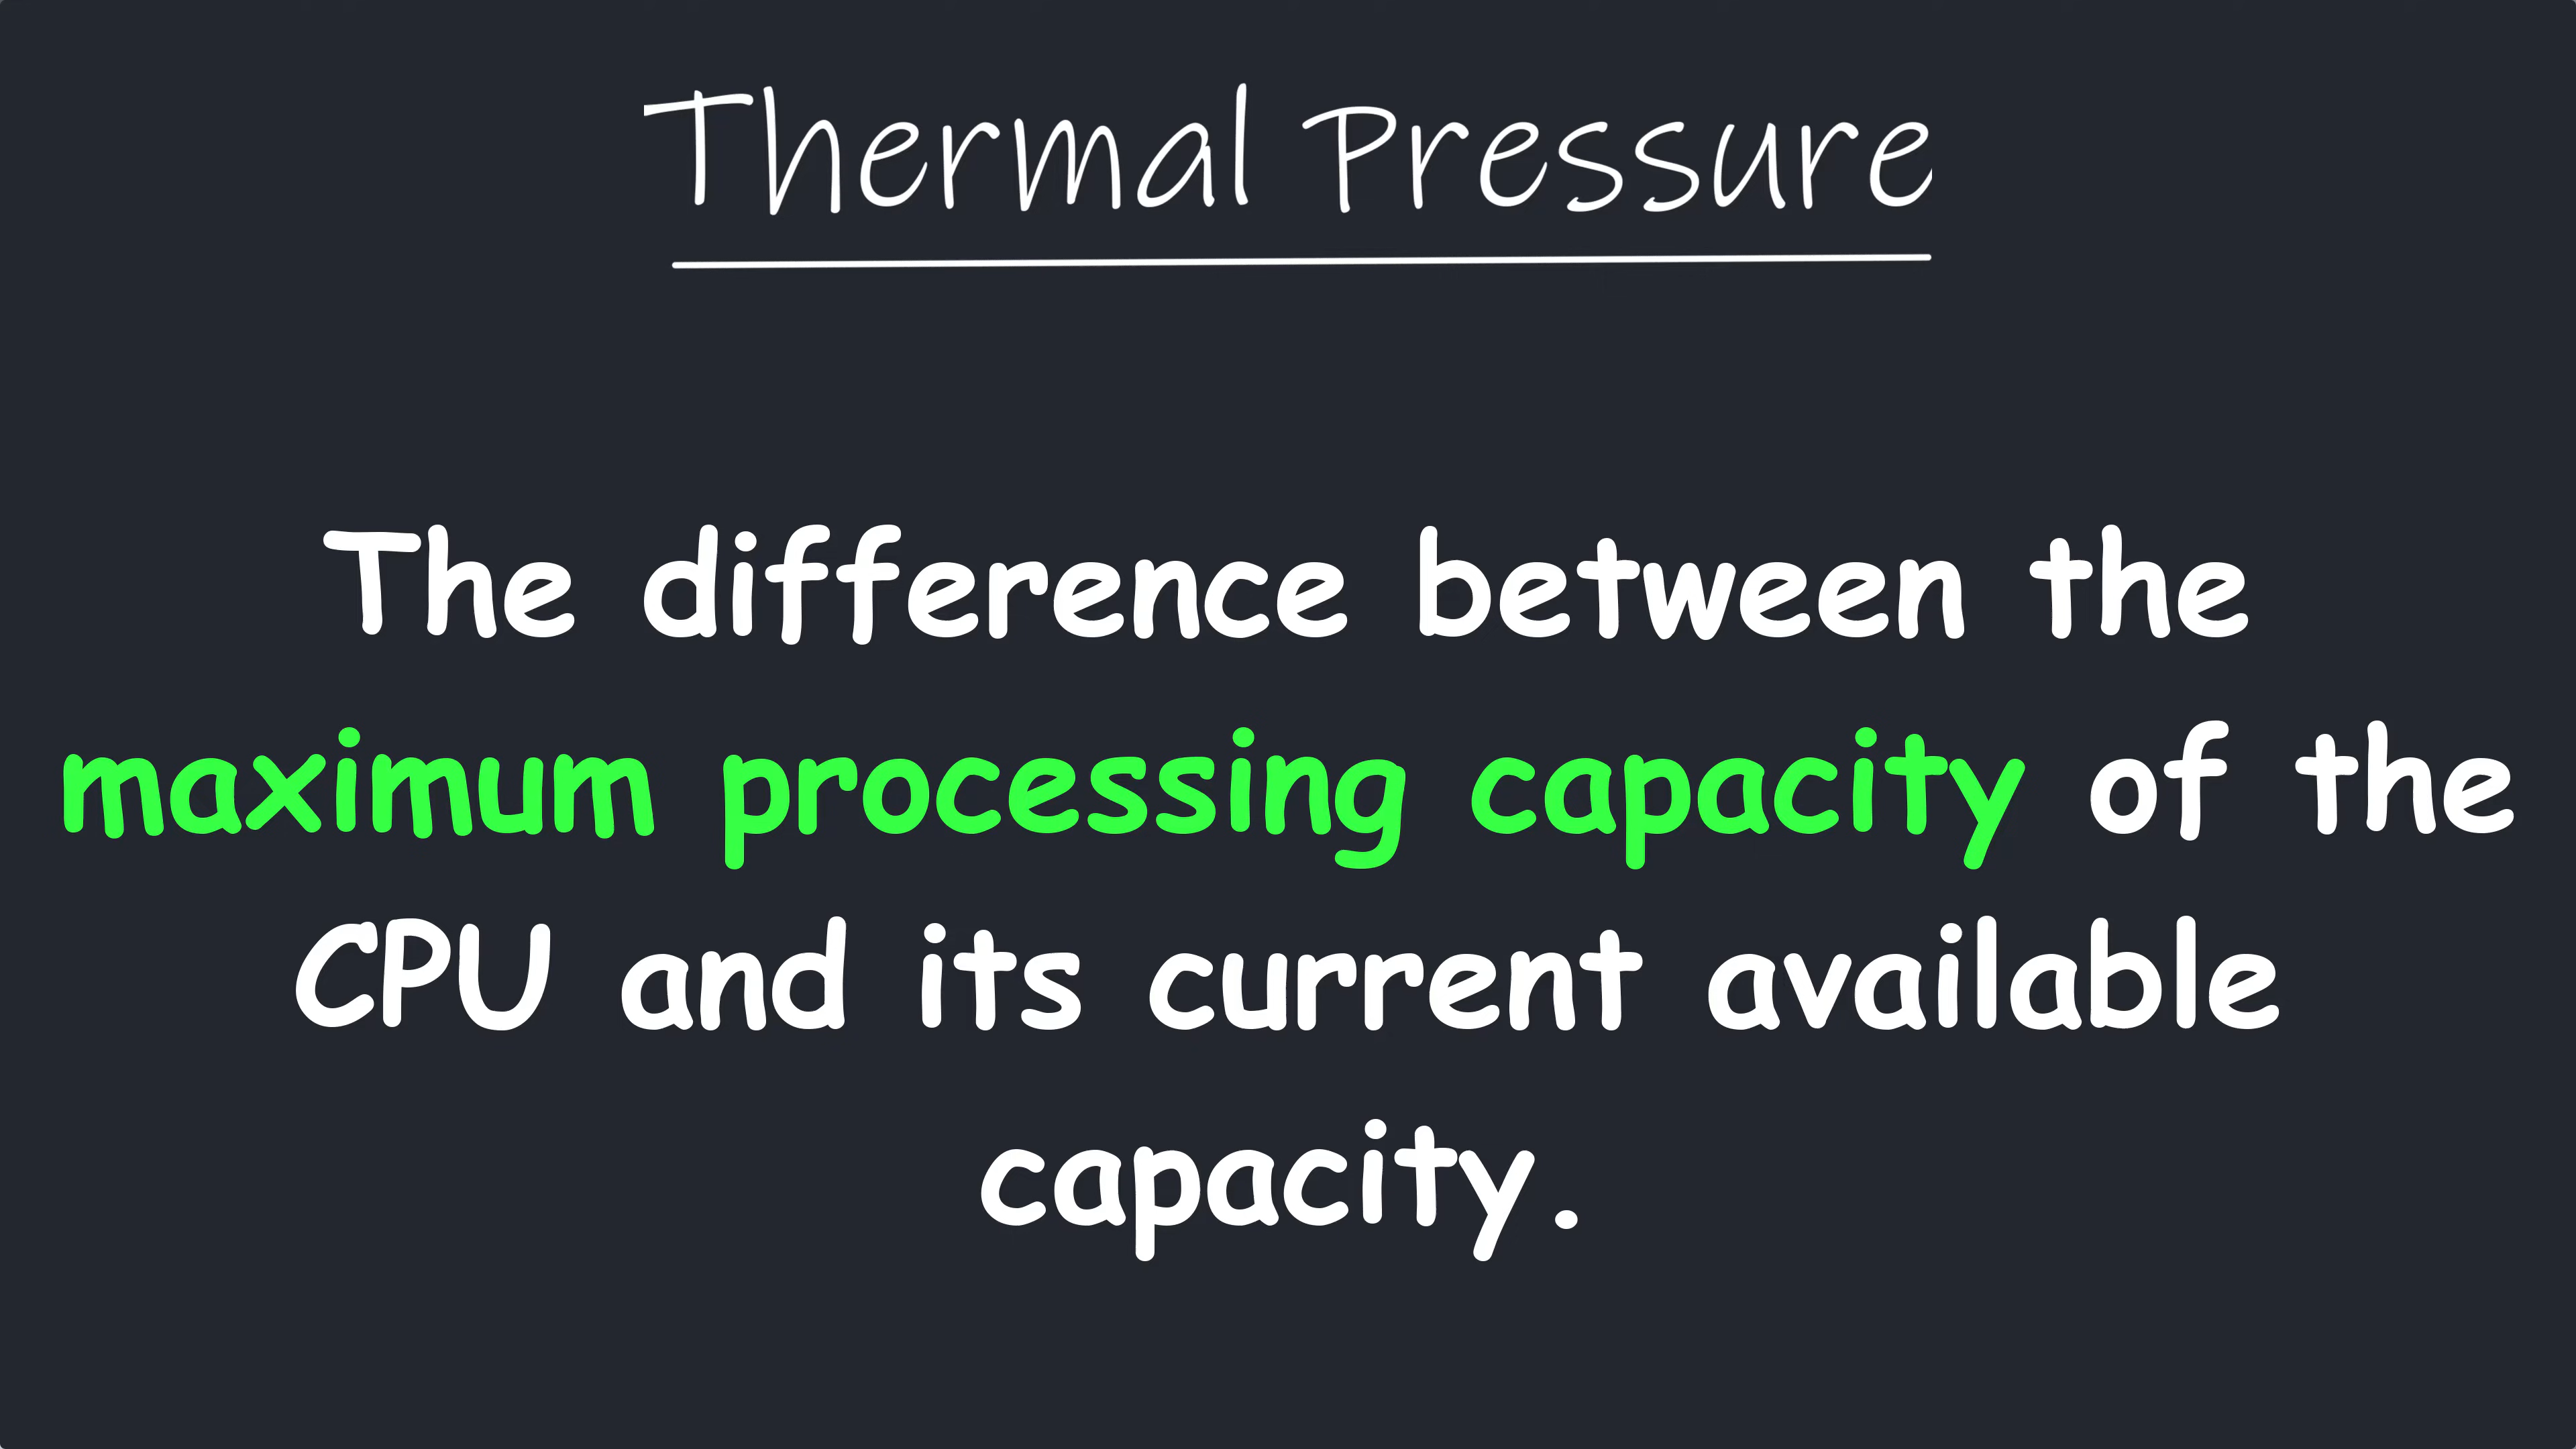 Thermal Pressure
The difference between the
maximum processing capacity of the
CPU and its current available
capacity.